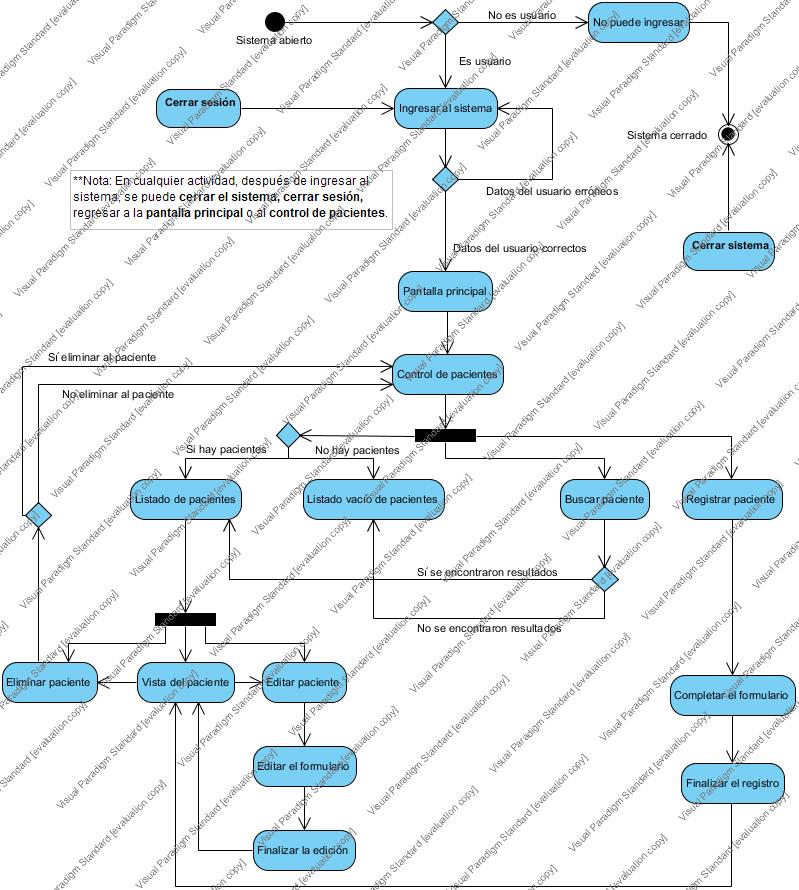 No es usuario
No puede ingresar
Sistema abierto
Es usuario
Cerrar sesión
Ingresar al sistema
Sistema cerrado
**Nota: En cualquier actividad, después de ingresar al
sistema, se puede cerrar el sistema, cerrar sesión,
regresar a la pantalla principal o al control de pacientes.
Datos del usuario erróneos
Cerrar sistema
Datos del usuario correctos
Pantalla principal
Sí eliminar al paciente
Control de pacientes
No eliminar al paciente
Si hay pacientes
No hay pacientes
Listado de pacientes
Listado vacío de pacientes
Buscar paciente
Registrar paciente
Sí se encontraron resultados
No se encontraron resultados
Eliminar paciente
Vista del paciente
Editar paciente
Completar el formulario
Editar el formulario
Finalizar el registro
Finalizar la edición
Visual Paradigm Standard [evaluation copy]